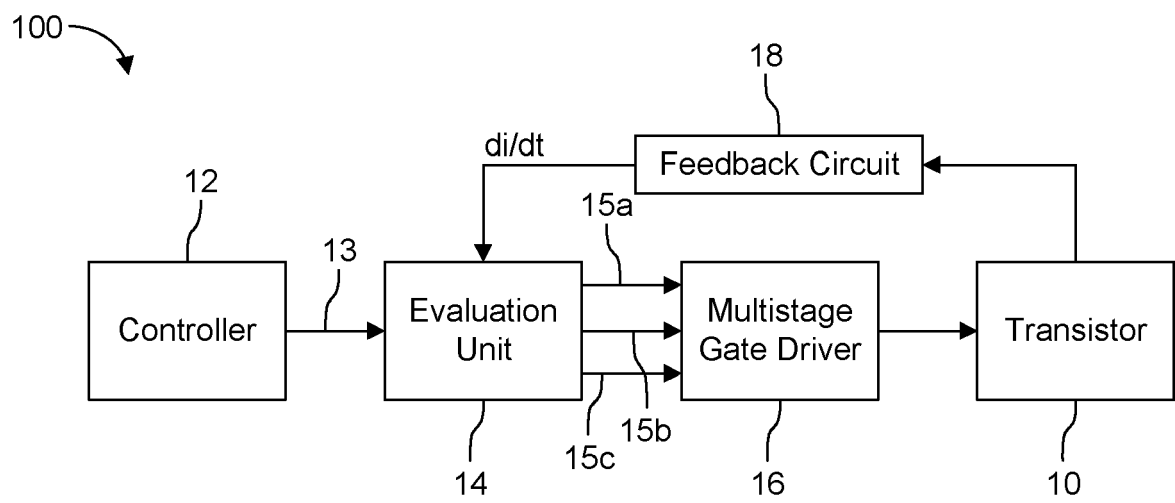 100
18
di/dt
Feedback Circuit
12
15a
13
Controller
Evaluation
Unit
Multistage
Gate Driver
Transistor
15b
15c
14
16
10